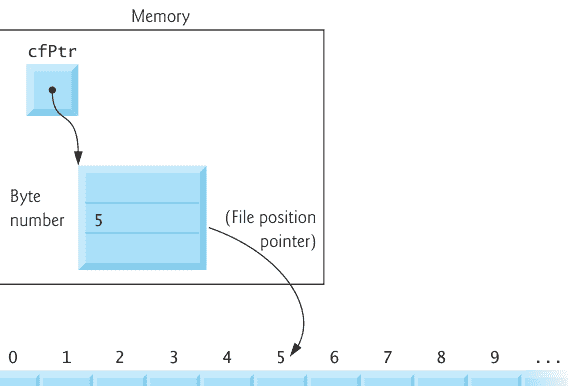 Memory
cfPtr
Byte
number
5
(File position
pointer)
0 1 2 3 4 5 6 7 8 9 ...